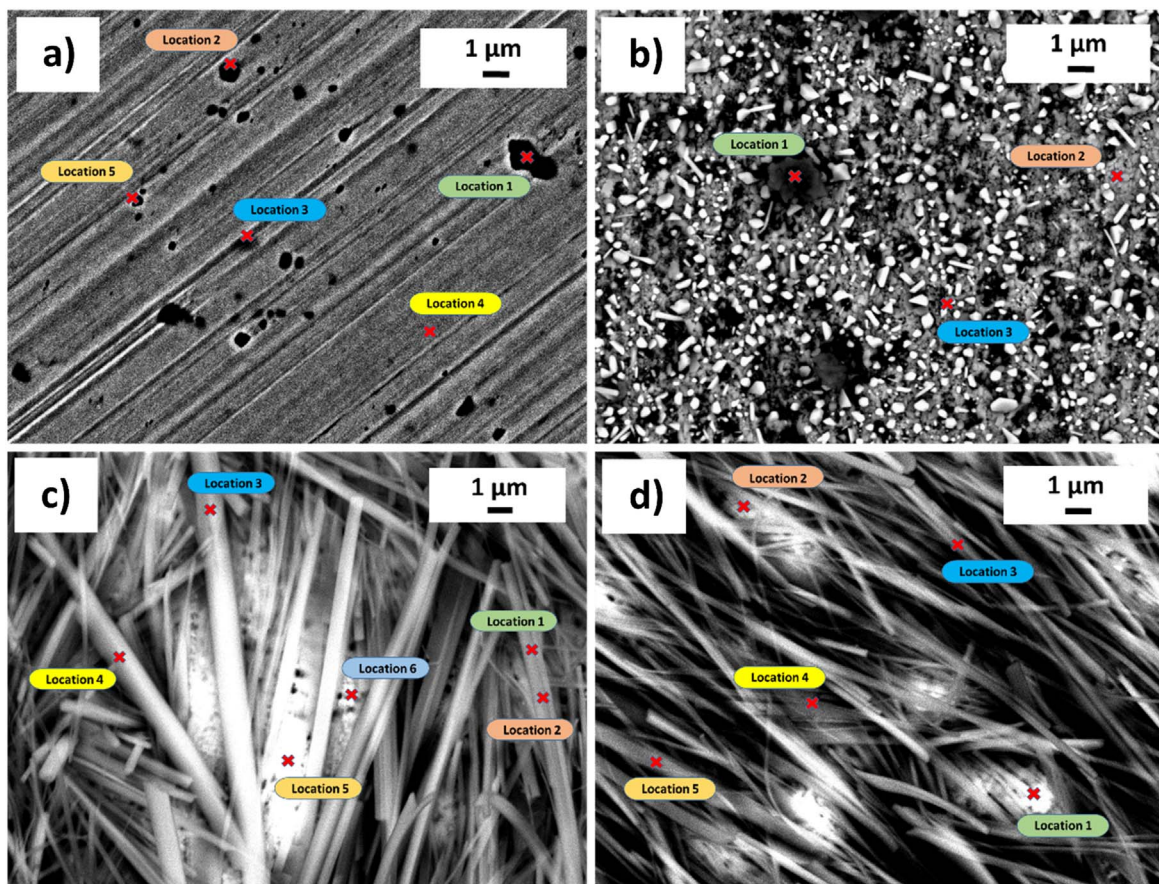 a)
Location 2
1 µm
Location 5
Location 1
Location 3
Location 4
b)
1 µm
Location 1
Location 2
Location 3
c)
Location 3
1 µm
Location 1
Location 4
Location 6
Location 2
Location 5
d)
Location 2
1 µm
Location 3
Location 4
Location 5
Location 1